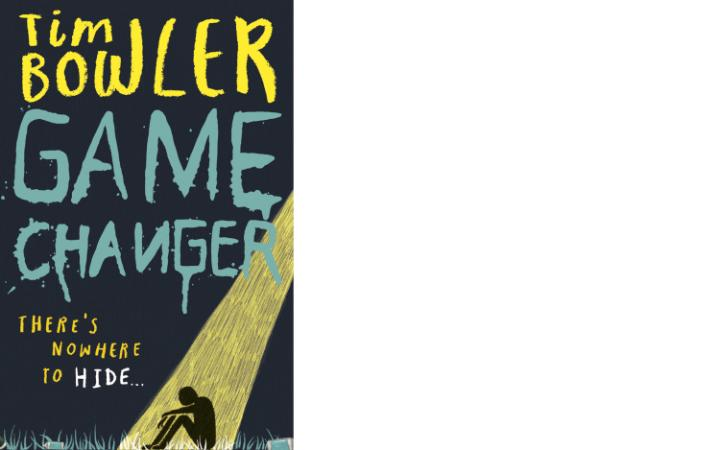 Tim
BOWLER
GAME
CHANGER
THERE'S
NOWHERE
TO HIDE...